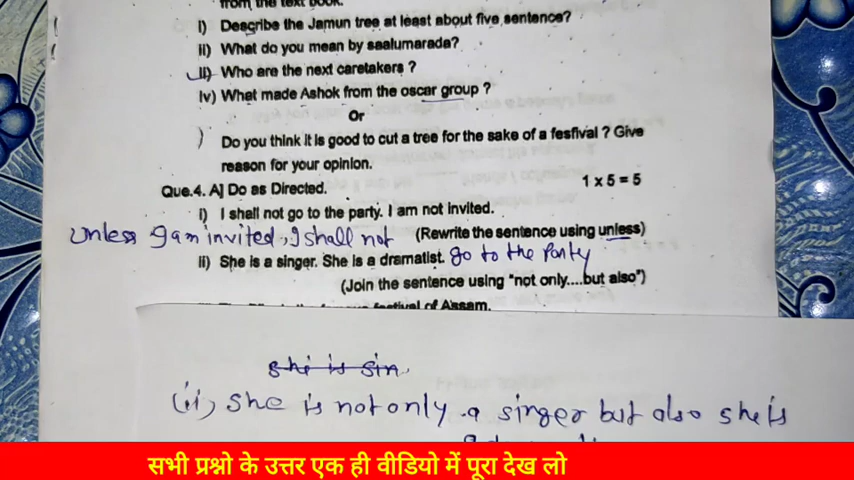 from the text book.
i) Describe the Jamun tree at least about five sentence?
ii) What do you mean by saalumarada?
ii) Who are the next caretakers ?
iv) What made Ashok from the oscar group ?
Or
) Do you think it is good to cut a tree for the sake of a fesfival ? Give
reason for your opinion.
Que.4. A] Do as Directed. 1 x 5 = 5
i) I shall not go to the party. I am not invited.
Unless I am invited, I shall not (Rewrite the sentence using unless)
ii) She is a singer. She is a dramatist. go to the Party
(Join the sentence using "not only....but also")
festival of Assam.
she is sin
(ii) she is not only a singer but also she is
सभी प्रश्नो के उत्तर एक ही वीडियो में पूरा देख लो